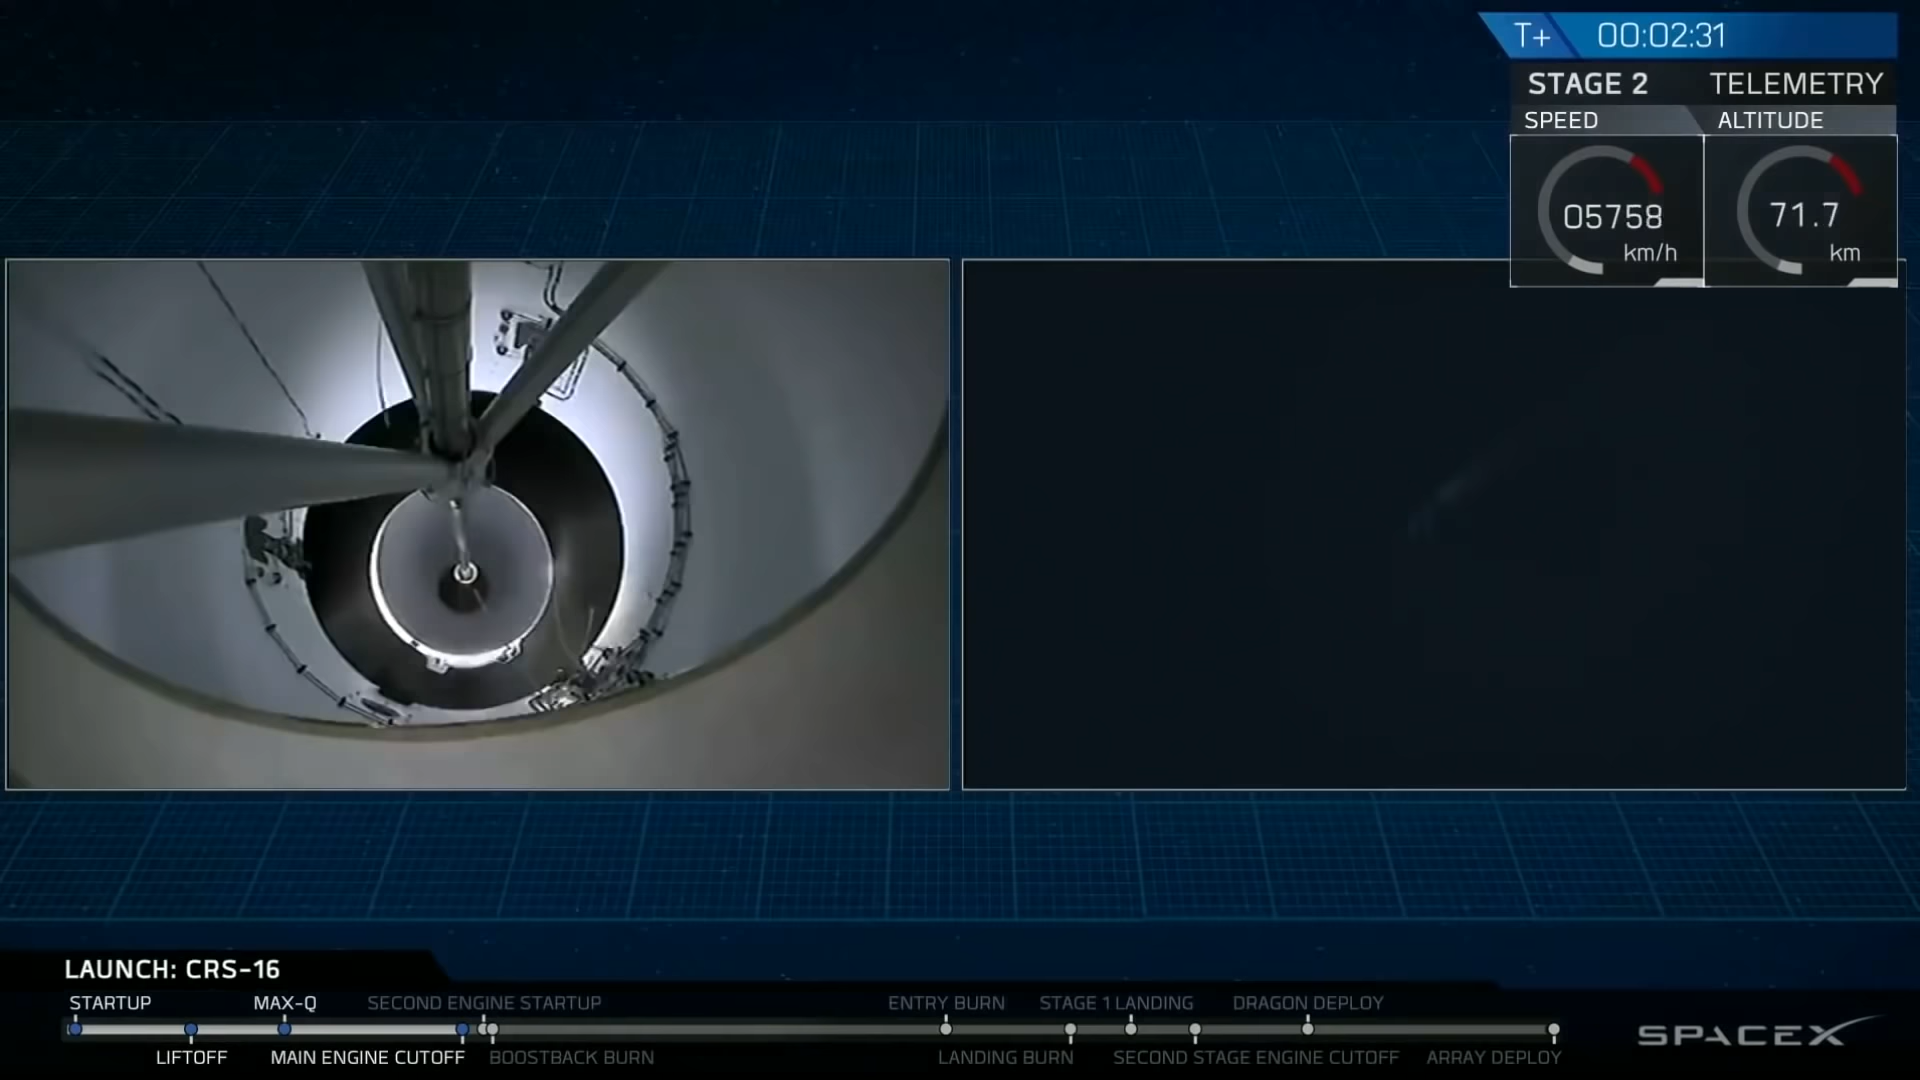 T+ 00:02:31
STAGE 2 TELEMETRY
SPEED ALTITUDE
05758 71.7
km/h km
LAUNCH: CRS-16
STARTUP MAX-Q SECOND ENGINE STARTUP ENTRY BURN STAGE 1 LANDING DRAGON DEPLOY
LIFTOFF MAIN ENGINE CUTOFF BOOSTBACK BURN LANDING BURN SECOND STAGE ENGINE CUTOFF ARRAY DEPLOY
SPACEX